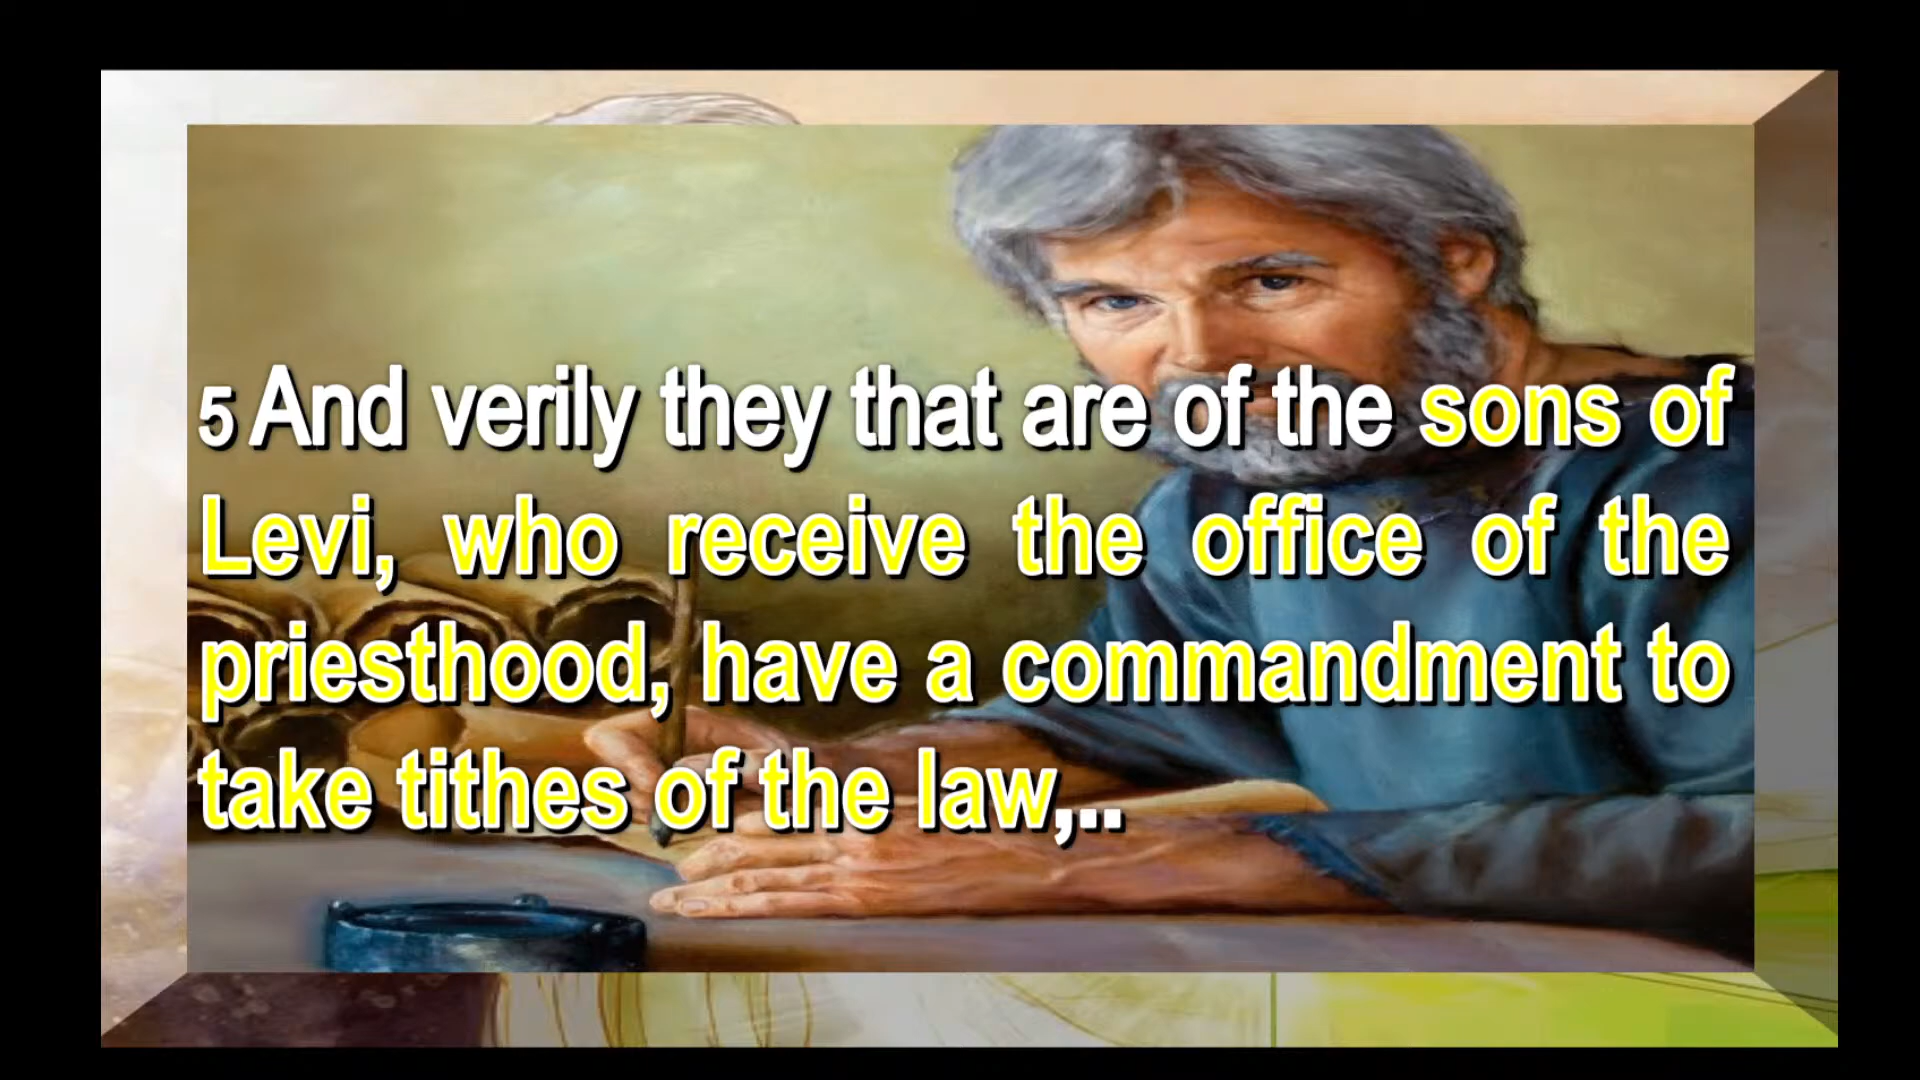 5 And verily they that are of the sons of
Levi, who receive the office of the
priesthood, have a commandment to
take tithes of the law,..